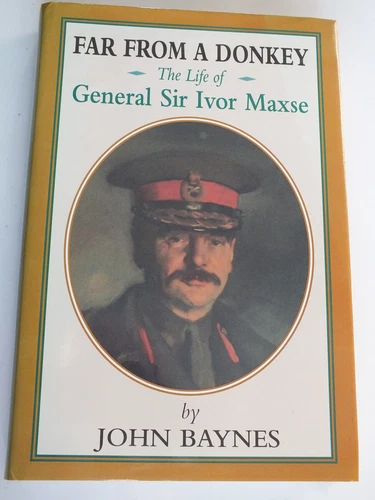 FAR FROM A DONKEY
The Life of
General Sir Ivor Maxse
by
JOHN BAYNES